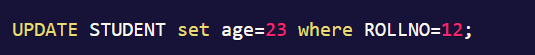 UPDATE STUDENT set age=23 where ROLLNO=12;